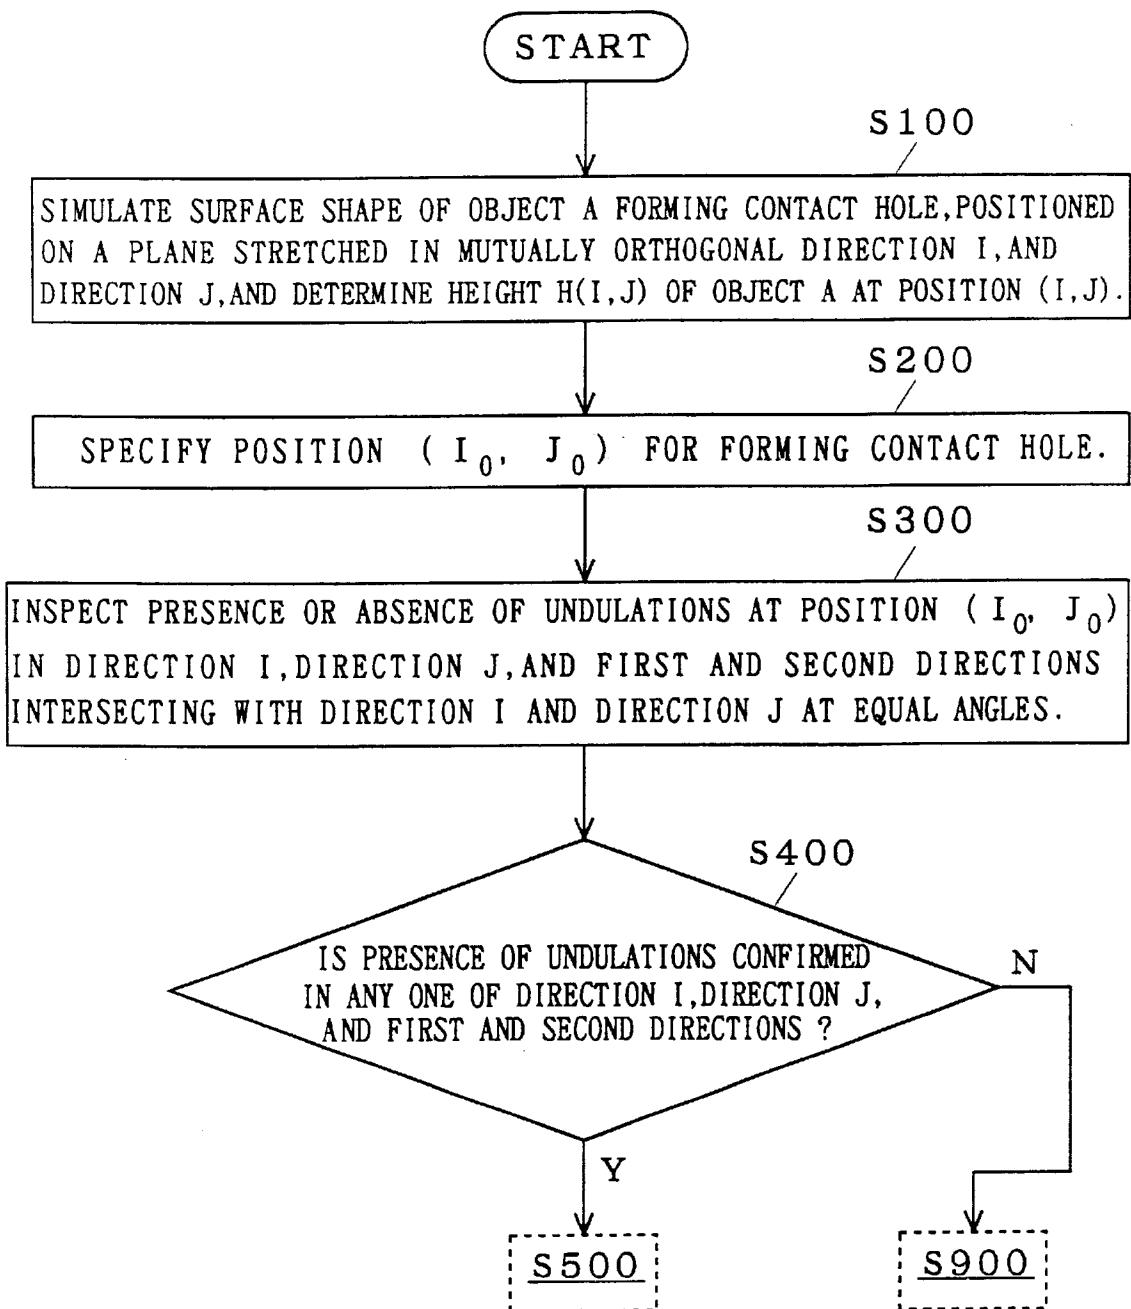 START
S100
SIMULATE SURFACE SHAPE OF OBJECT A FORMING CONTACT HOLE,POSITIONED
ON A PLANE STRETCHED IN MUTUALLY ORTHOGONAL DIRECTION I,AND
DIRECTION J,AND DETERMINE HEIGHT H(I,J) OF OBJECT A AT POSITION (I,J).
S200
SPECIFY POSITION (I0, J0) FOR FORMING CONTACT HOLE.
S300
INSPECT PRESENCE OR ABSENCE OF UNDULATIONS AT POSITION (I0, J0)
IN DIRECTION I,DIRECTION J,AND FIRST AND SECOND DIRECTIONS
INTERSECTING WITH DIRECTION I AND DIRECTION J AT EQUAL ANGLES.
S400
IS PRESENCE OF UNDULATIONS CONFIRMED
IN ANY ONE OF DIRECTION I,DIRECTION J,
AND FIRST AND SECOND DIRECTIONS ?
N
Y
S500
S900